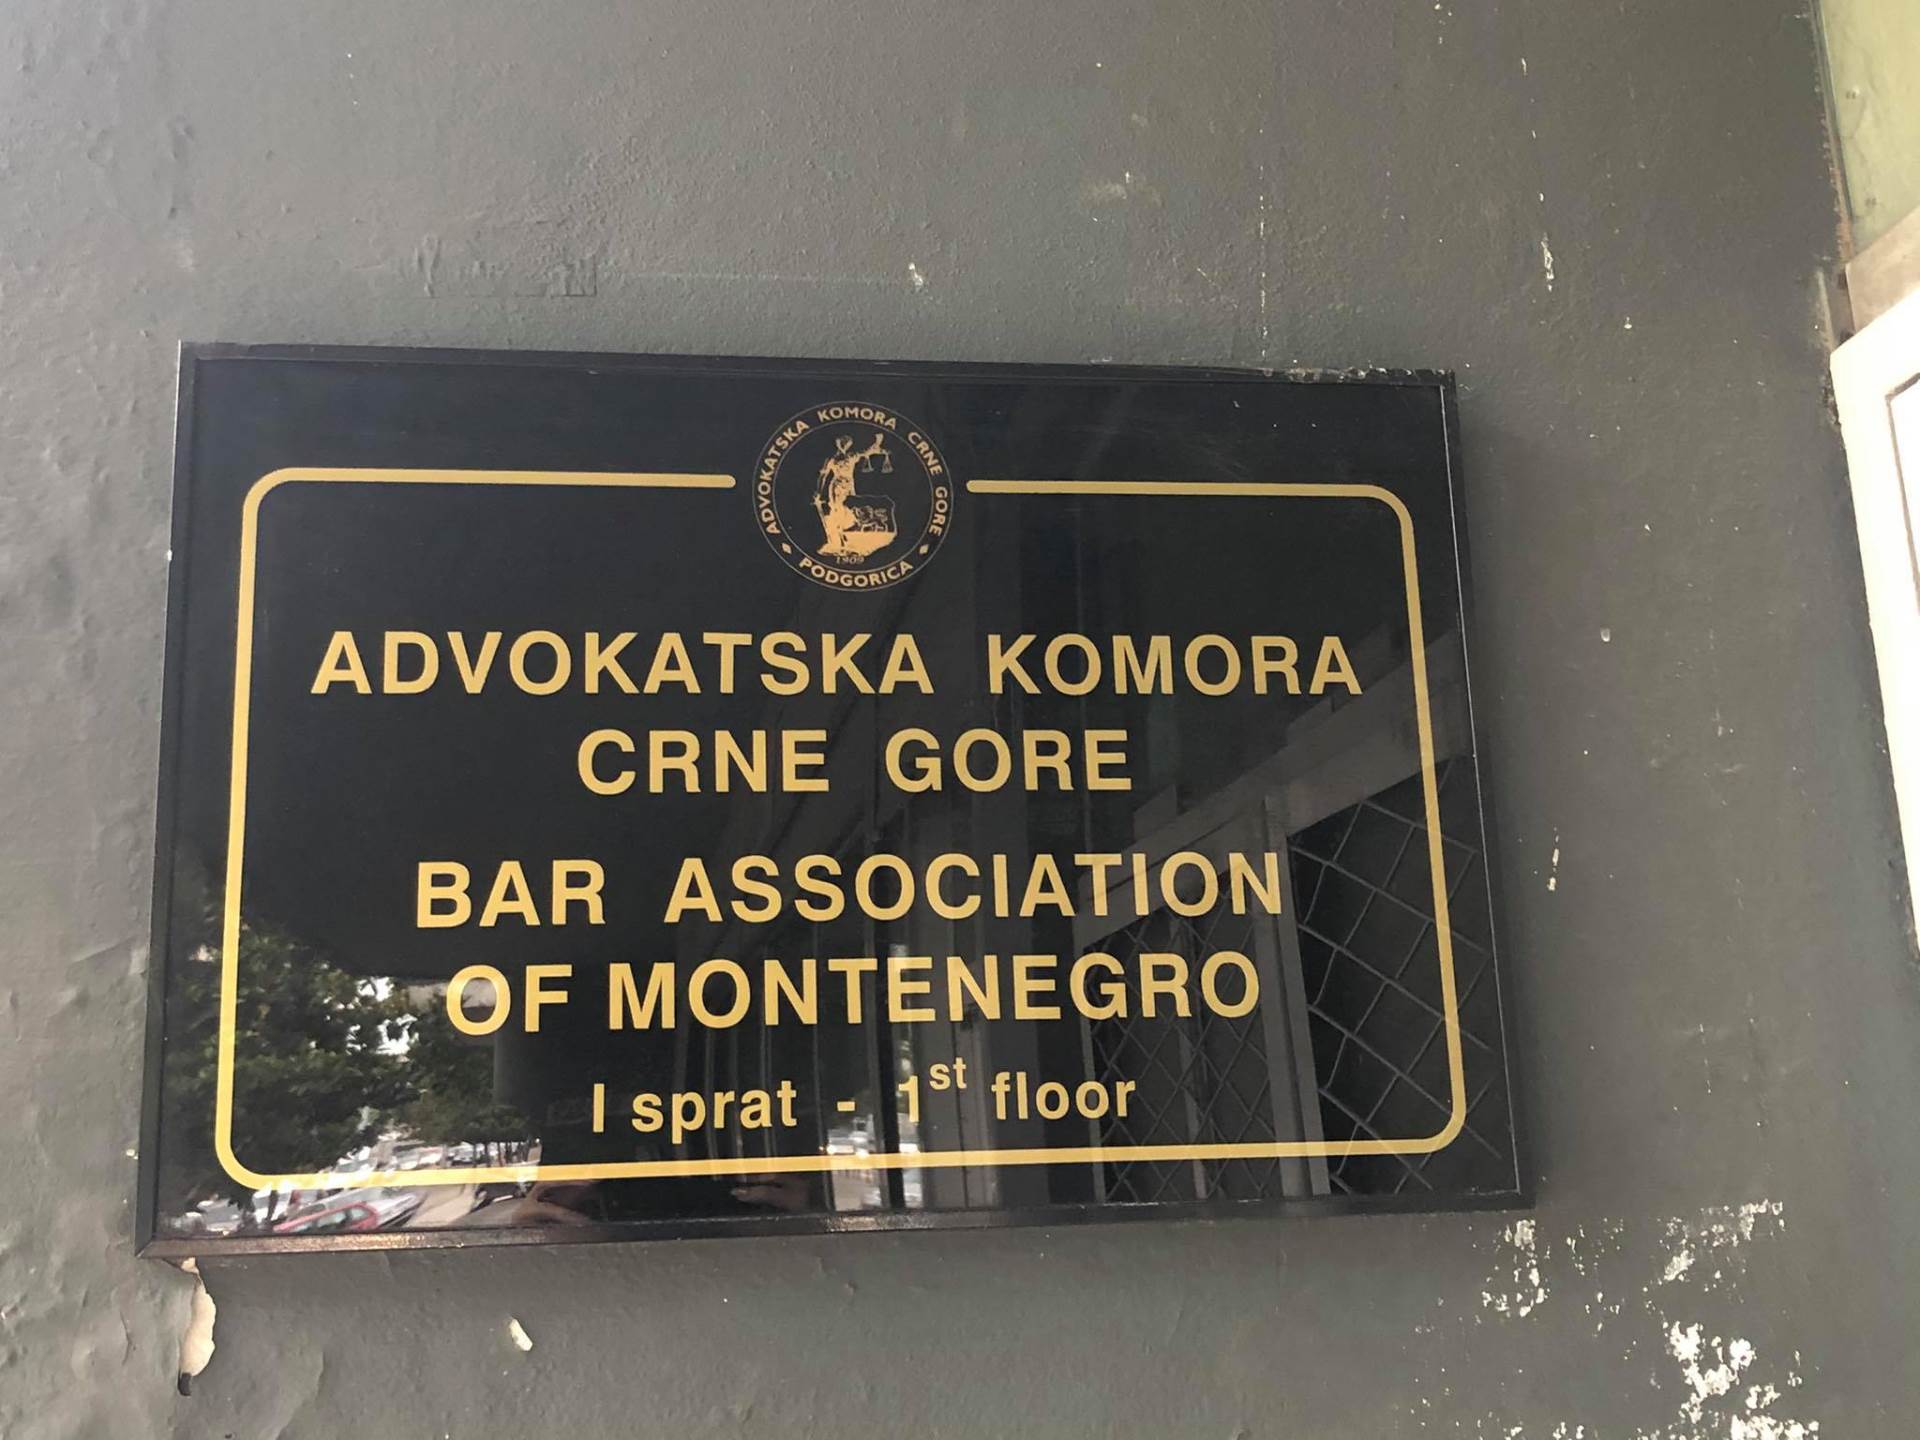 ADVOKATSKA KOMORA CRNE GORE
1909
PODGORICA
ADVOKATSKA KOMORA
CRNE GORE
BAR ASSOCIATION
OF MONTENEGRO
I sprat - 1st floor